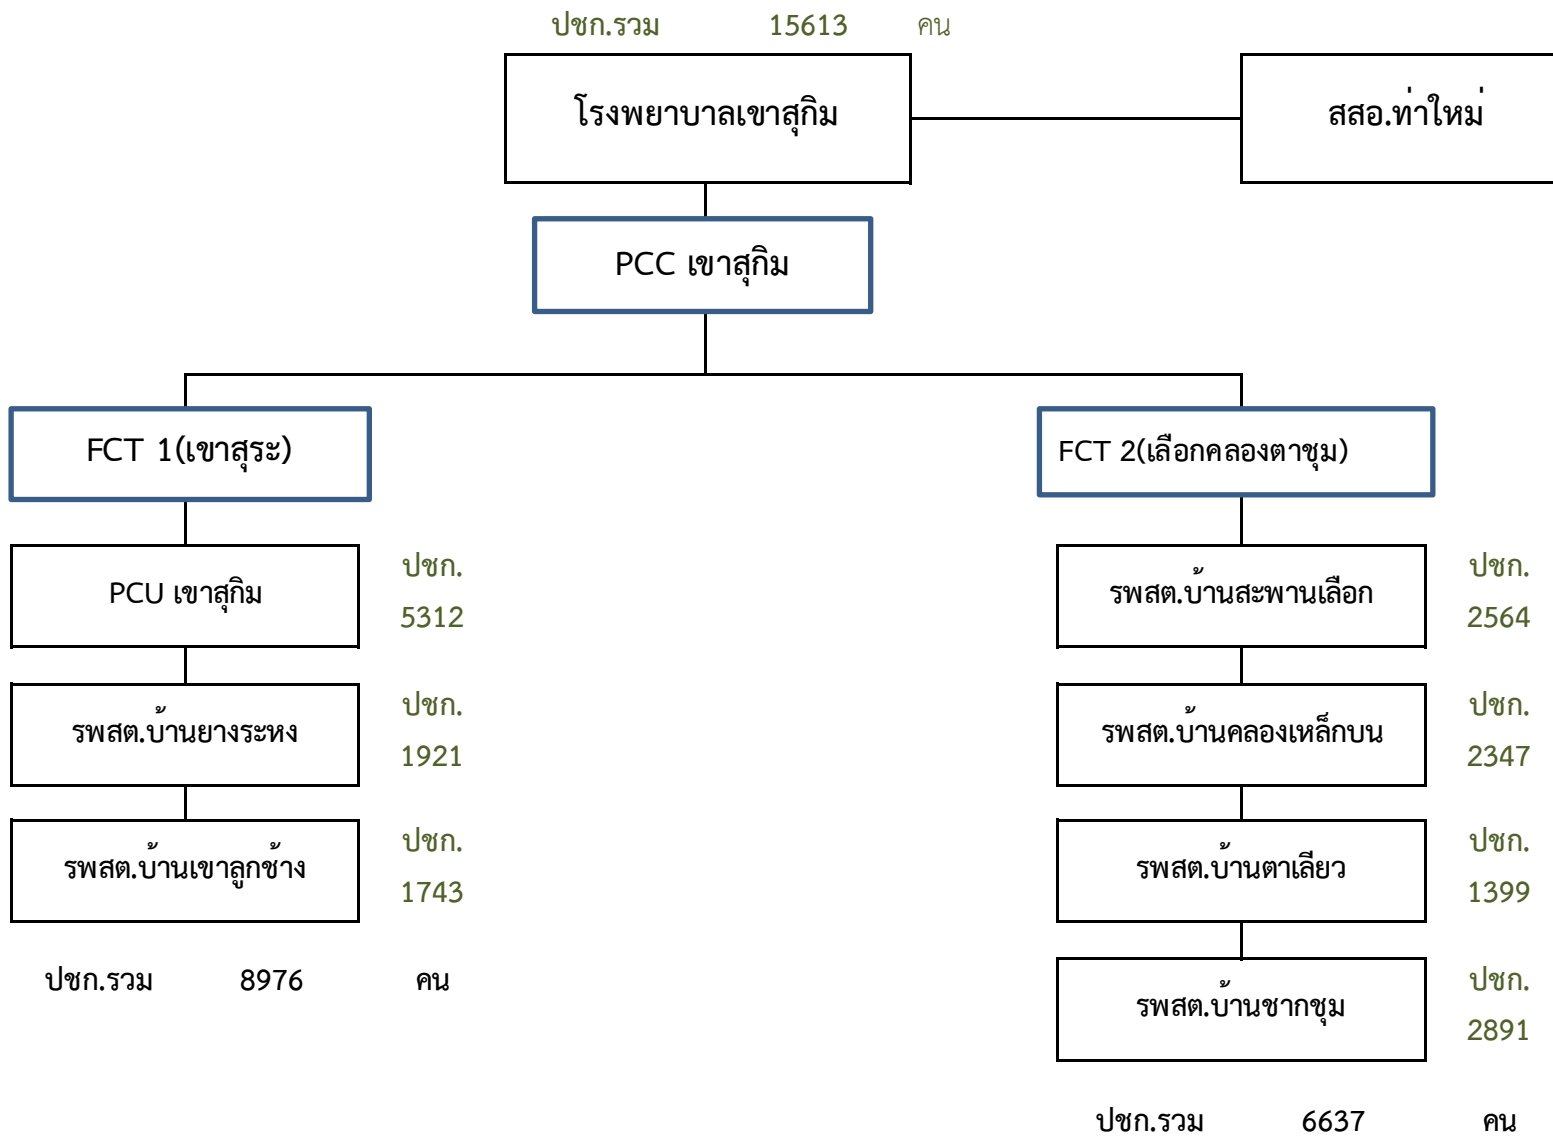 ปชก.รวม 15613 คน
โรงพยาบาลเขาสุกิม
สสอ.ท่าใหม่
PCC เขาสุกิม
FCT 1(เขาสุระ)
FCT 2(เลือกคลองตาชุม)
PCU เขาสุกิม
ปชก.
5312
รพสต.บ้านสะพานเลือก
ปชก.
2564
รพสต.บ้านยางระหง
ปชก.
1921
รพสต.บ้านคลองเหล็กบน
ปชก.
2347
รพสต.บ้านเขาลูกช้าง
ปชก.
1743
รพสต.บ้านตาเลียว
ปชก.
1399
ปชก.รวม 8976 คน
รพสต.บ้านชากชุม
ปชก.
2891
ปชก.รวม 6637 คน